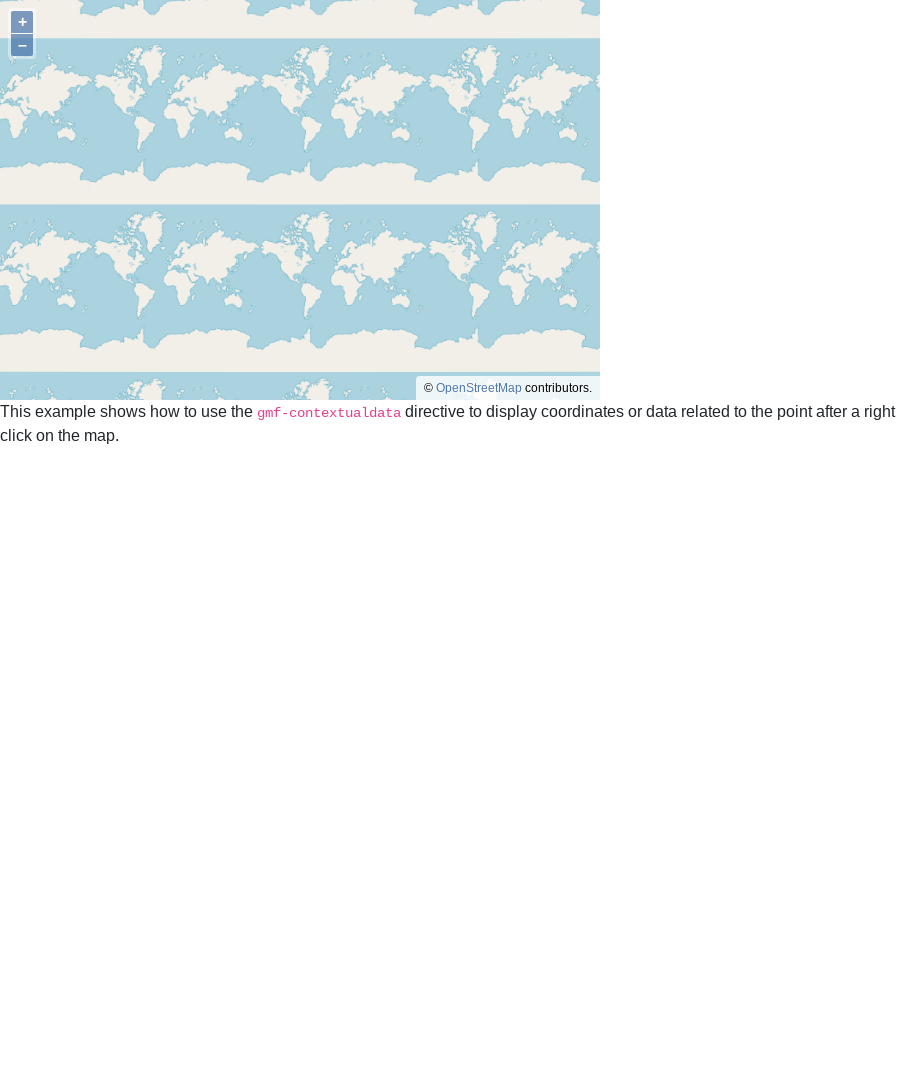 +
–
© OpenStreetMap contributors.
This example shows how to use the gmf-contextualdata directive to display coordinates or data related to the point after a right
click on the map.